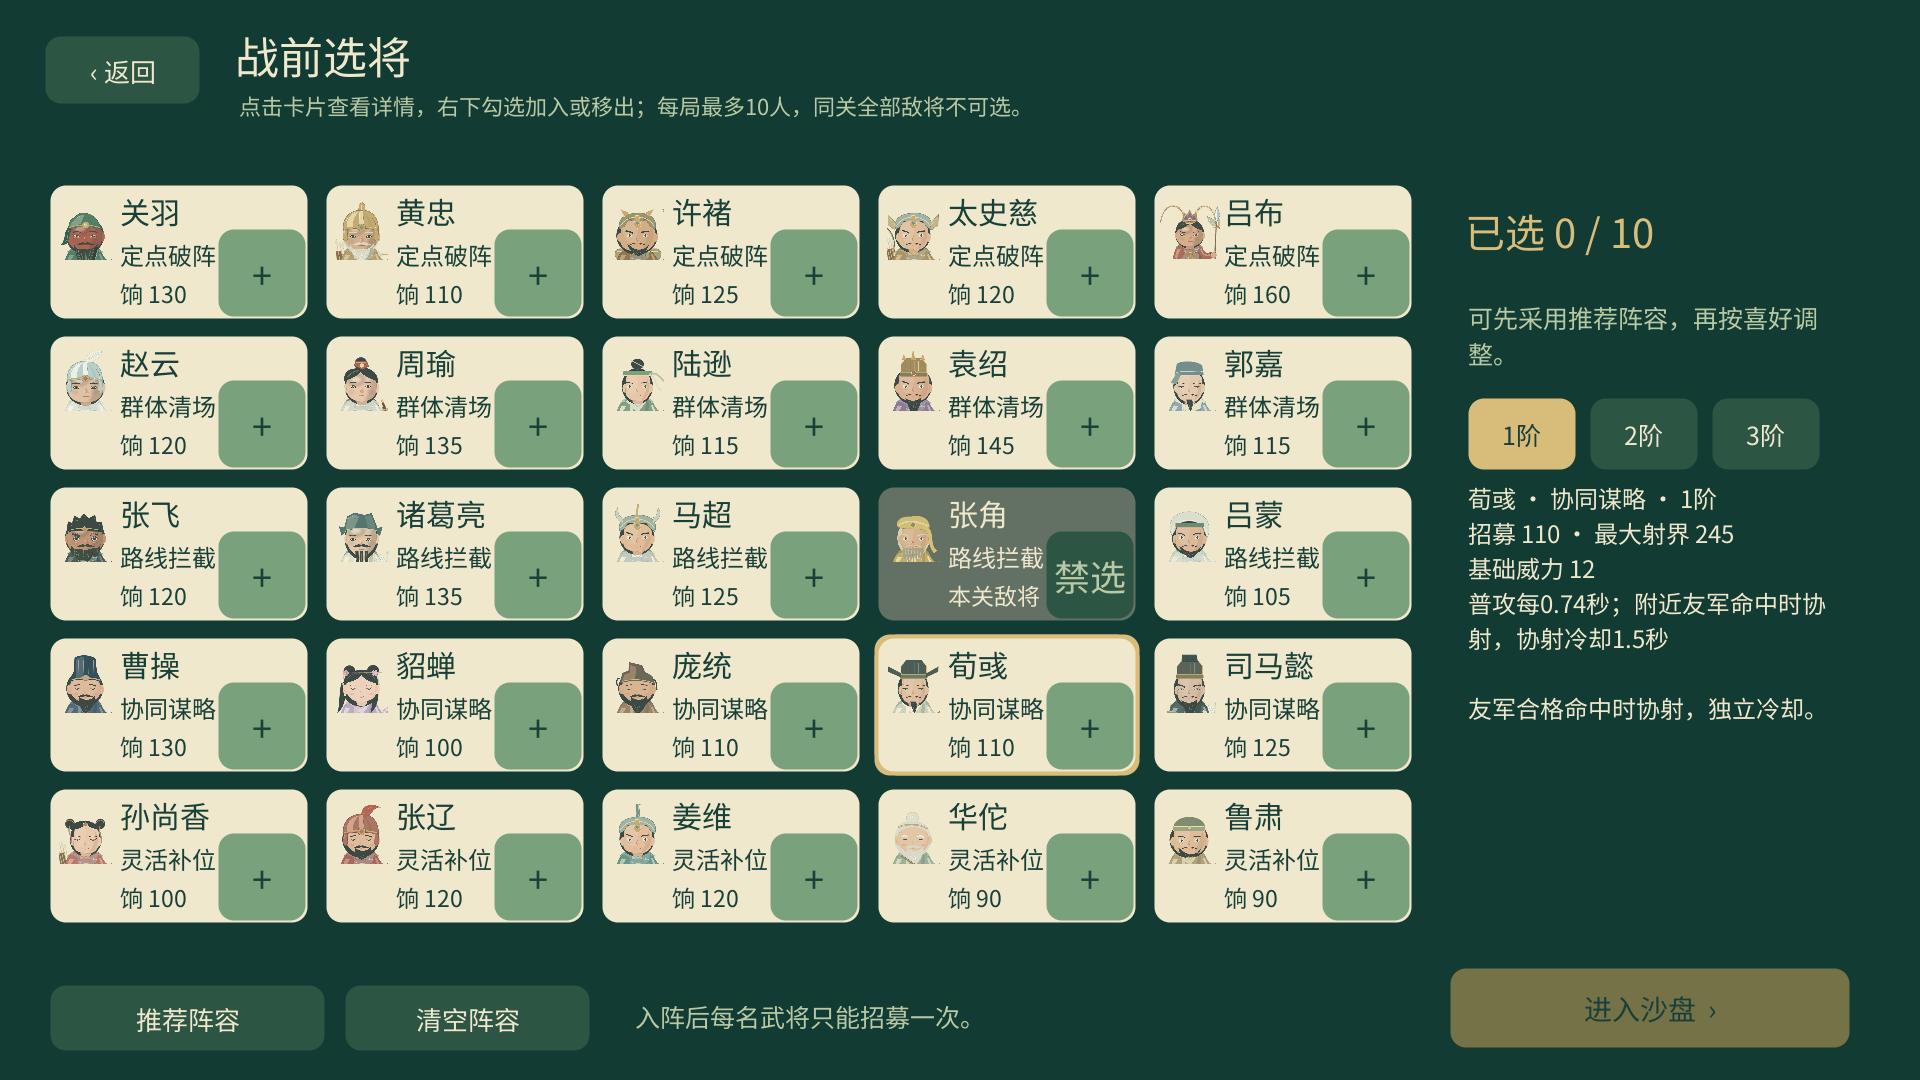 ‹ 返回
战前选将
点击卡片查看详情，右下勾选加入或移出；每局最多10人，同关全部敌将不可选。
关羽
定点破阵
饷 130
+
黄忠
定点破阵
饷 110
+
许褚
定点破阵
饷 125
+
太史慈
定点破阵
饷 120
+
吕布
定点破阵
饷 160
+
赵云
群体清场
饷 120
+
周瑜
群体清场
饷 135
+
陆逊
群体清场
饷 115
+
袁绍
群体清场
饷 145
+
郭嘉
群体清场
饷 115
+
张飞
路线拦截
饷 120
+
诸葛亮
路线拦截
饷 135
+
马超
路线拦截
饷 125
+
张角
路线拦截
本关敌将
禁选
吕蒙
路线拦截
饷 105
+
曹操
协同谋略
饷 130
+
貂蝉
协同谋略
饷 100
+
庞统
协同谋略
饷 110
+
荀彧
协同谋略
饷 110
+
司马懿
协同谋略
饷 125
+
孙尚香
灵活补位
饷 100
+
张辽
灵活补位
饷 120
+
姜维
灵活补位
饷 120
+
华佗
灵活补位
饷 90
+
鲁肃
灵活补位
饷 90
+
已选 0 / 10
可先采用推荐阵容，再按喜好调
整。
1阶
2阶
3阶
荀彧 · 协同谋略 · 1阶
招募 110 · 最大射界 245
基础威力 12
普攻每0.74秒；附近友军命中时协
射，协射冷却1.5秒
友军合格命中时协射，独立冷却。
推荐阵容
清空阵容
入阵后每名武将只能招募一次。
进入沙盘 ›